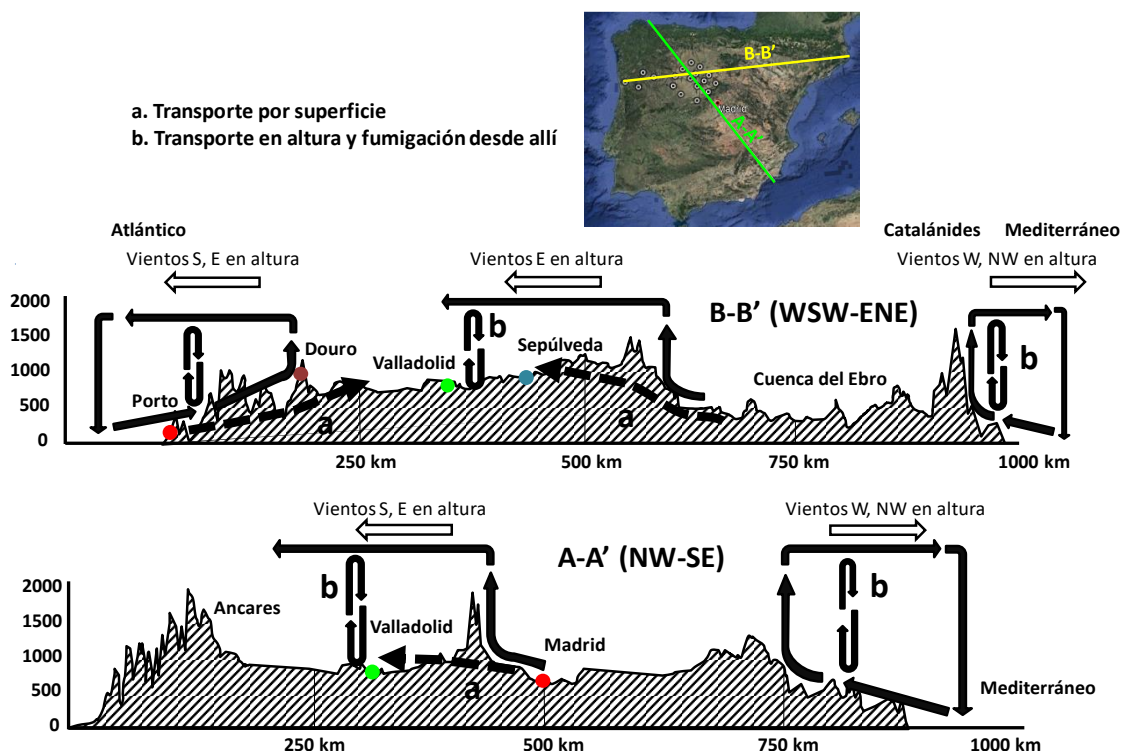 B-B’
Madrid
A-A’
a. Transporte por superficie
b. Transporte en altura y fumigación desde allí
Atlántico
Catalánides
Mediterráneo
Vientos S, E en altura
Vientos E en altura
Vientos W, NW en altura
2000
1500
1000
500
0
B-B’ (WSW-ENE)
b
b
Douro
Valladolid
Sepúlveda
Porto
Cuenca del Ebro
a
a
250 km
500 km
750 km
1000 km
Vientos S, E en altura
Vientos W, NW en altura
A-A’ (NW-SE)
2000
1500
1000
500
0
b
b
Ancares
Valladolid
Madrid
a
Mediterráneo
250 km
500 km
750 km
1000 km